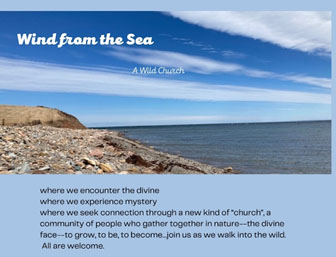 Wind from the Sea
A Wild Church
where we encounter the divine
where we experience mystery
where we seek connection through a new kind of "church", a
community of people who gather together in nature--the divine
face--to grow, to be, to become...join us as we walk into the wild.
All are welcome.